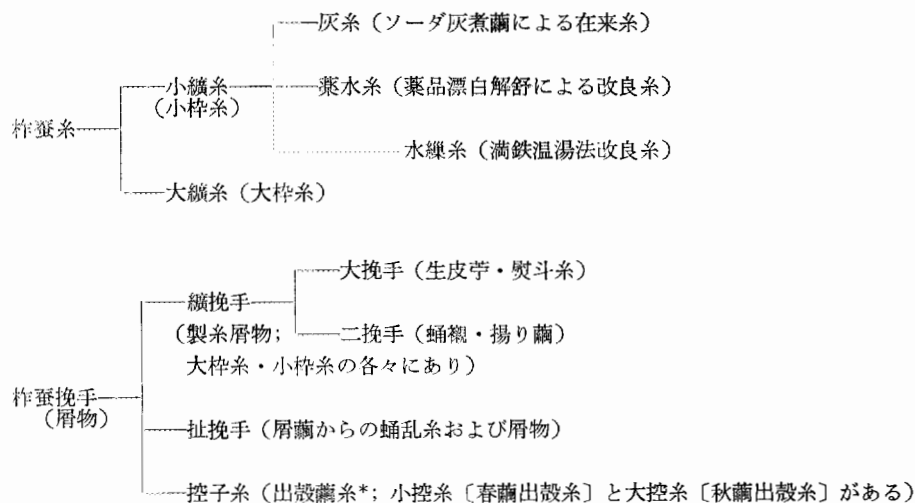 灰糸（ソーダ灰煮繭による在来糸）
小纊糸
（小枠糸）
薬水糸（薬品漂白解舒による改良糸）
柞蚕糸
水繅糸（満鉄温湯法改良糸）
大纊糸（大枠糸）
大挽手（生皮苧・熨斗糸）
纊挽手
（製糸屑物；
二挽手（蛹襯・揚り繭）
大枠糸・小枠糸の各々にあり）
柞蚕挽手
（屑物）
扯挽手（屑繭からの蛹乱糸および屑物）
控子糸（出殻繭糸*；小控糸〔春繭出殻糸〕と大控糸〔秋繭出殻糸〕がある）